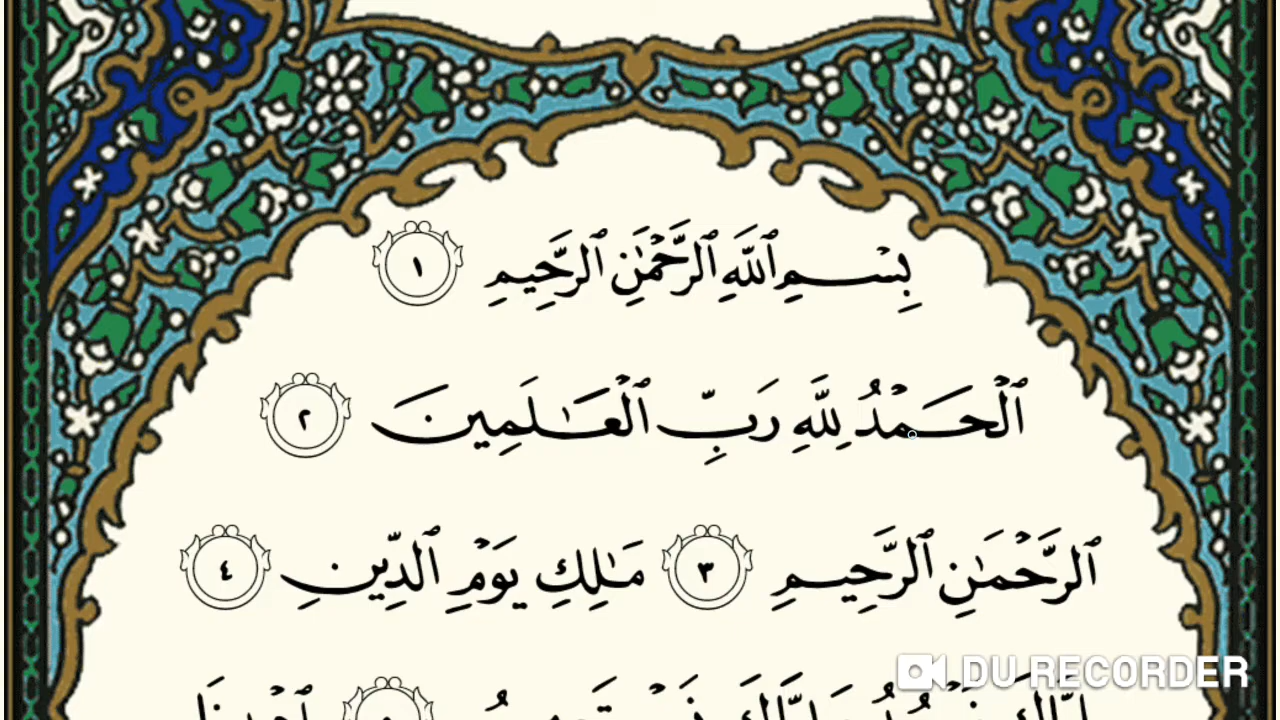 بِسْمِ ٱللَّهِ ٱلرَّحْمَٰنِ ٱلرَّحِيمِ ١
ٱلْحَمْدُ لِلَّهِ رَبِّ ٱلْعَٰلَمِينَ ٢
ٱلرَّحْمَٰنِ ٱلرَّحِيمِ ٣ مَٰلِكِ يَوْمِ ٱلدِّينِ ٤
DU RECORDER